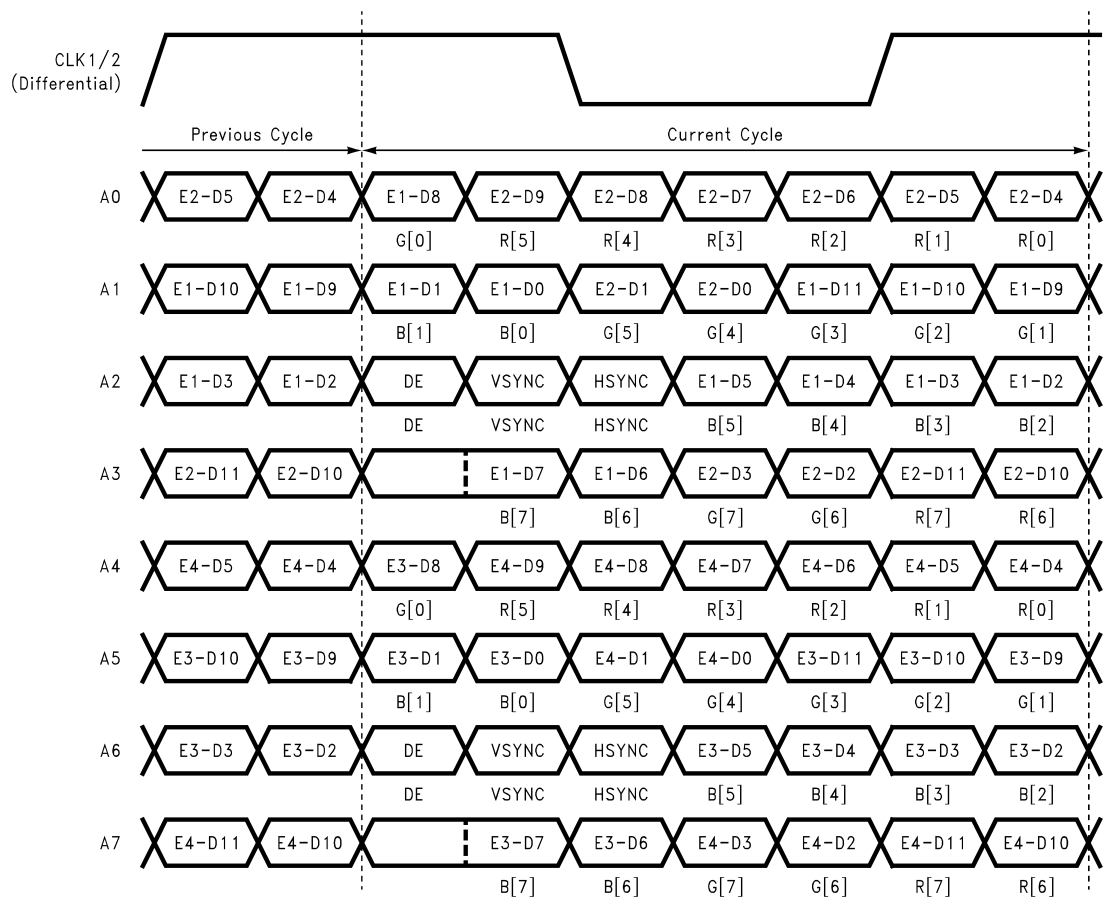 CLK1/2
(Differential)
Previous Cycle Current Cycle
A0 E2-D5 E2-D4 E1-D8 E2-D9 E2-D8 E2-D7 E2-D6 E2-D5 E2-D4
G[0] R[5] R[4] R[3] R[2] R[1] R[0]
A1 E1-D10 E1-D9 E1-D1 E1-D0 E2-D1 E2-D0 E1-D11 E1-D10 E1-D9
B[1] B[0] G[5] G[4] G[3] G[2] G[1]
A2 E1-D3 E1-D2 DE VSYNC HSYNC E1-D5 E1-D4 E1-D3 E1-D2
DE VSYNC HSYNC B[5] B[4] B[3] B[2]
A3 E2-D11 E2-D10 E1-D7 E1-D6 E2-D3 E2-D2 E2-D11 E2-D10
B[7] B[6] G[7] G[6] R[7] R[6]
A4 E4-D5 E4-D4 E3-D8 E4-D9 E4-D8 E4-D7 E4-D6 E4-D5 E4-D4
G[0] R[5] R[4] R[3] R[2] R[1] R[0]
A5 E3-D10 E3-D9 E3-D1 E3-D0 E4-D1 E4-D0 E3-D11 E3-D10 E3-D9
B[1] B[0] G[5] G[4] G[3] G[2] G[1]
A6 E3-D3 E3-D2 DE VSYNC HSYNC E3-D5 E3-D4 E3-D3 E3-D2
DE VSYNC HSYNC B[5] B[4] B[3] B[2]
A7 E4-D11 E4-D10 E3-D7 E3-D6 E4-D3 E4-D2 E4-D11 E4-D10
B[7] B[6] G[7] G[6] R[7] R[6]